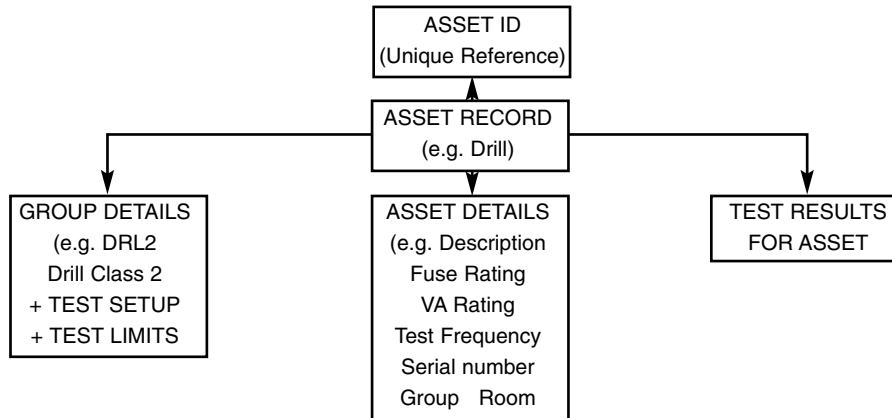 ASSET ID
(Unique Reference)
ASSET RECORD
(e.g. Drill)
GROUP DETAILS
(e.g. DRL2
Drill Class 2
+ TEST SETUP
+ TEST LIMITS
ASSET DETAILS
(e.g. Description
Fuse Rating
VA Rating
Test Frequency
Serial number
Group Room
TEST RESULTS
FOR ASSET